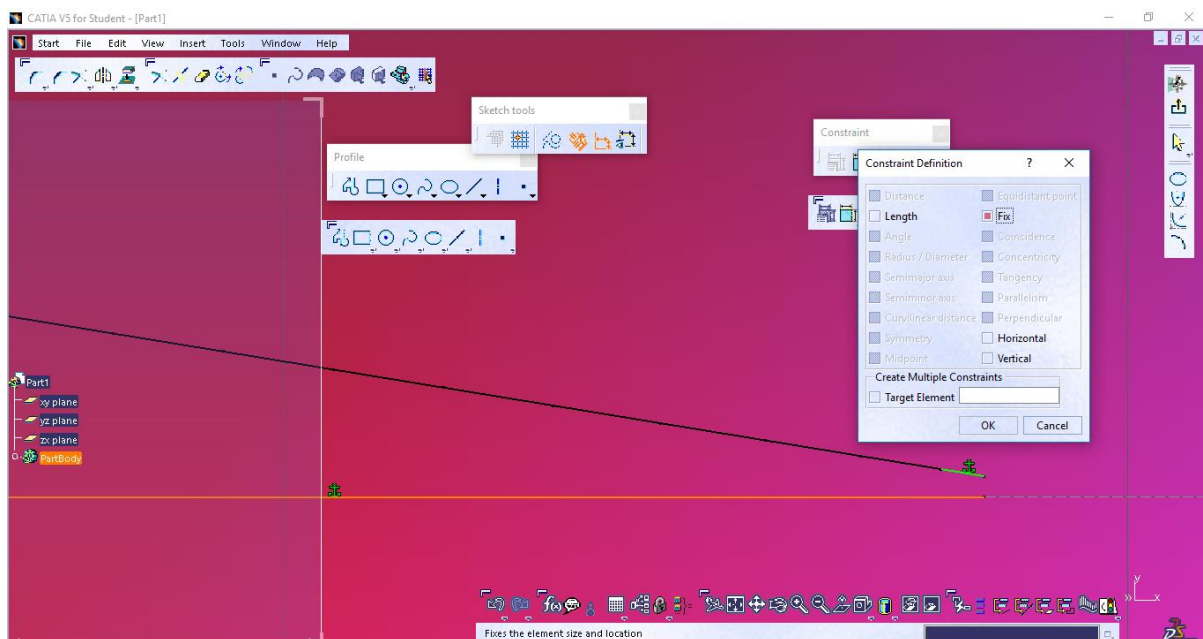 CATIA V5 for Student - [Part1]
Start File Edit View Insert Tools Window Help
Sketch tools
Profile
Constraint
Constraint Definition ? X
Distance Equidistant point
Length Fix
Angle Coincidence
Radius / Diameter Concentricity
Semimajor axis Tangency
Semiminor axis Parallelism
Curvilinear distance Perpendicular
Symmetry Horizontal
Midpoint Vertical
Create Multiple Constraints
Target Element
OK Cancel
Part1
xy plane
yz plane
zx plane
PartBody
y
x
f(x)
Fixes the element size and location